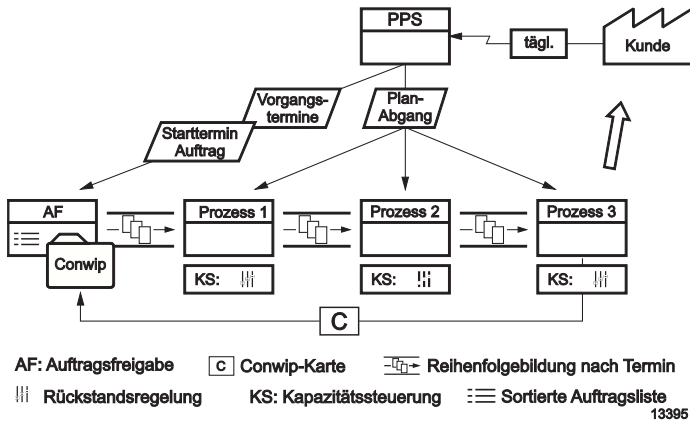 PPS
tägl.
Kunde
Vorgangs-
termine
Plan-
Abgang
Starttermin
Auftrag
AF
Prozess 1
Prozess 2
Prozess 3
Conwip
KS:
KS:
KS:
C
AF: Auftragsfreigabe
C Conwip-Karte
Reihenfolgebildung nach Termin
Rückstandsregelung
KS: Kapazitätssteuerung
Sortierte Auftragsliste
13395